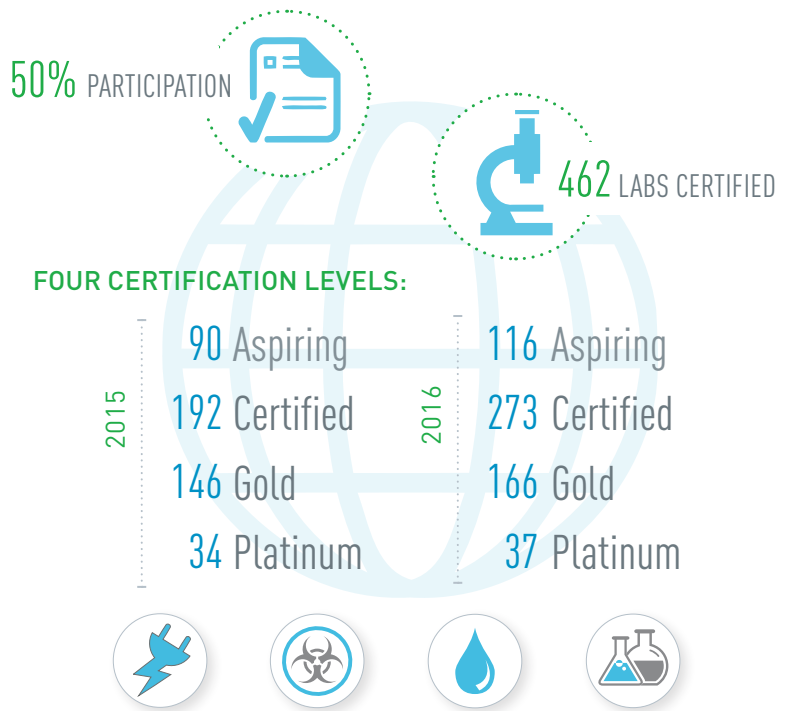 50% PARTICIPATION
462 LABS CERTIFIED
FOUR CERTIFICATION LEVELS:
2015
90 Aspiring
192 Certified
146 Gold
34 Platinum
2016
116 Aspiring
273 Certified
166 Gold
37 Platinum